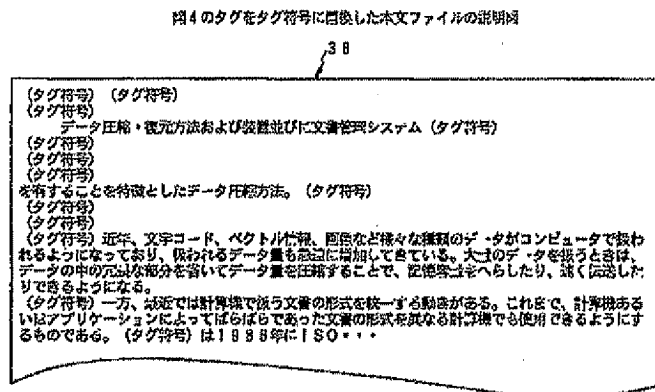 図4のタグをタグ符号に置換した本文ファイルの説明図
38
(タグ符号) (タグ符号)
(タグ符号)
データ圧縮・復元方法および装置並びに文書管理システム (タグ符号)
(タグ符号)
(タグ符号)
(タグ符号)
を有することを特徴としたデータ圧縮方法。 (タグ符号)
(タグ符号)
(タグ符号)
(タグ符号) 近年、文字コード、ベクトル情報、画像など様々な種類のデータがコンピュータで扱わ
れるようになっており、扱われるデータ量も急速に増加してきている。大量のデータを扱うときは、
データの中の冗長な部分を省いてデータ量を圧縮することで、記憶容量をへらしたり、速く伝送した
りできるようになる。
(タグ符号) 一方、最近では計算機で扱う文書の形式を統一する動きがある。これまで、計算機ある
いはアプリケーションによってばらばらであった文書の形式を異なる計算機でも使用できるようにす
るものである。 (タグ符号) は1986年にISO・・・